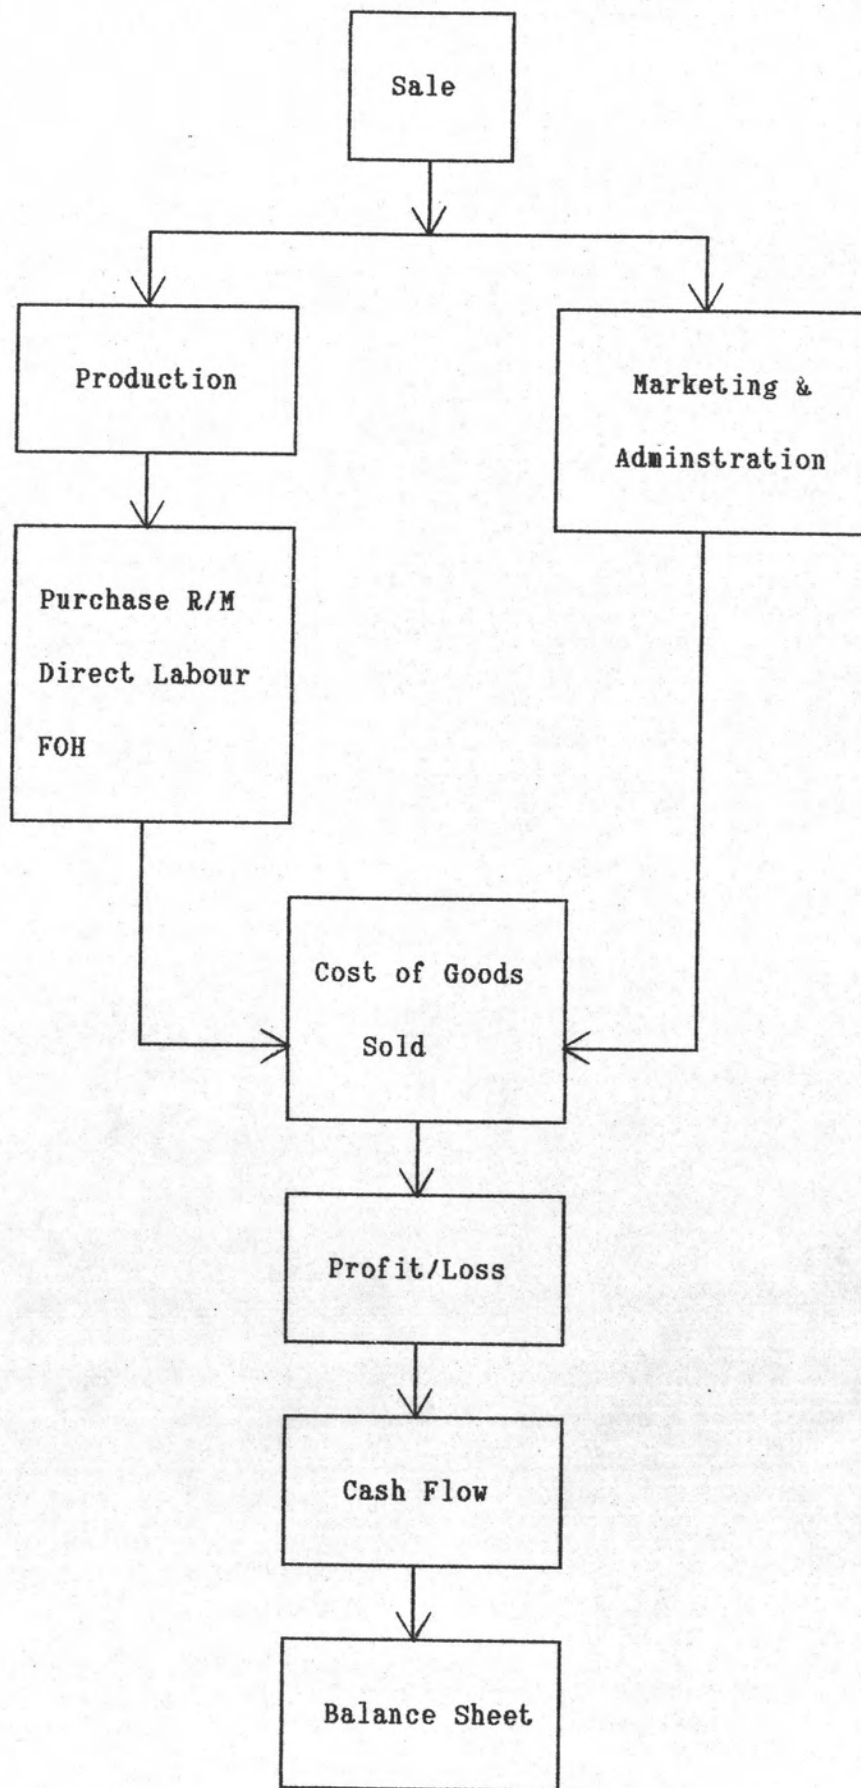 Sale
Production
Marketing &
Adminstration
Purchase R/M
Direct Labour
FOH
Cost of Goods
Sold
Profit/Loss
Cash Flow
Balance Sheet